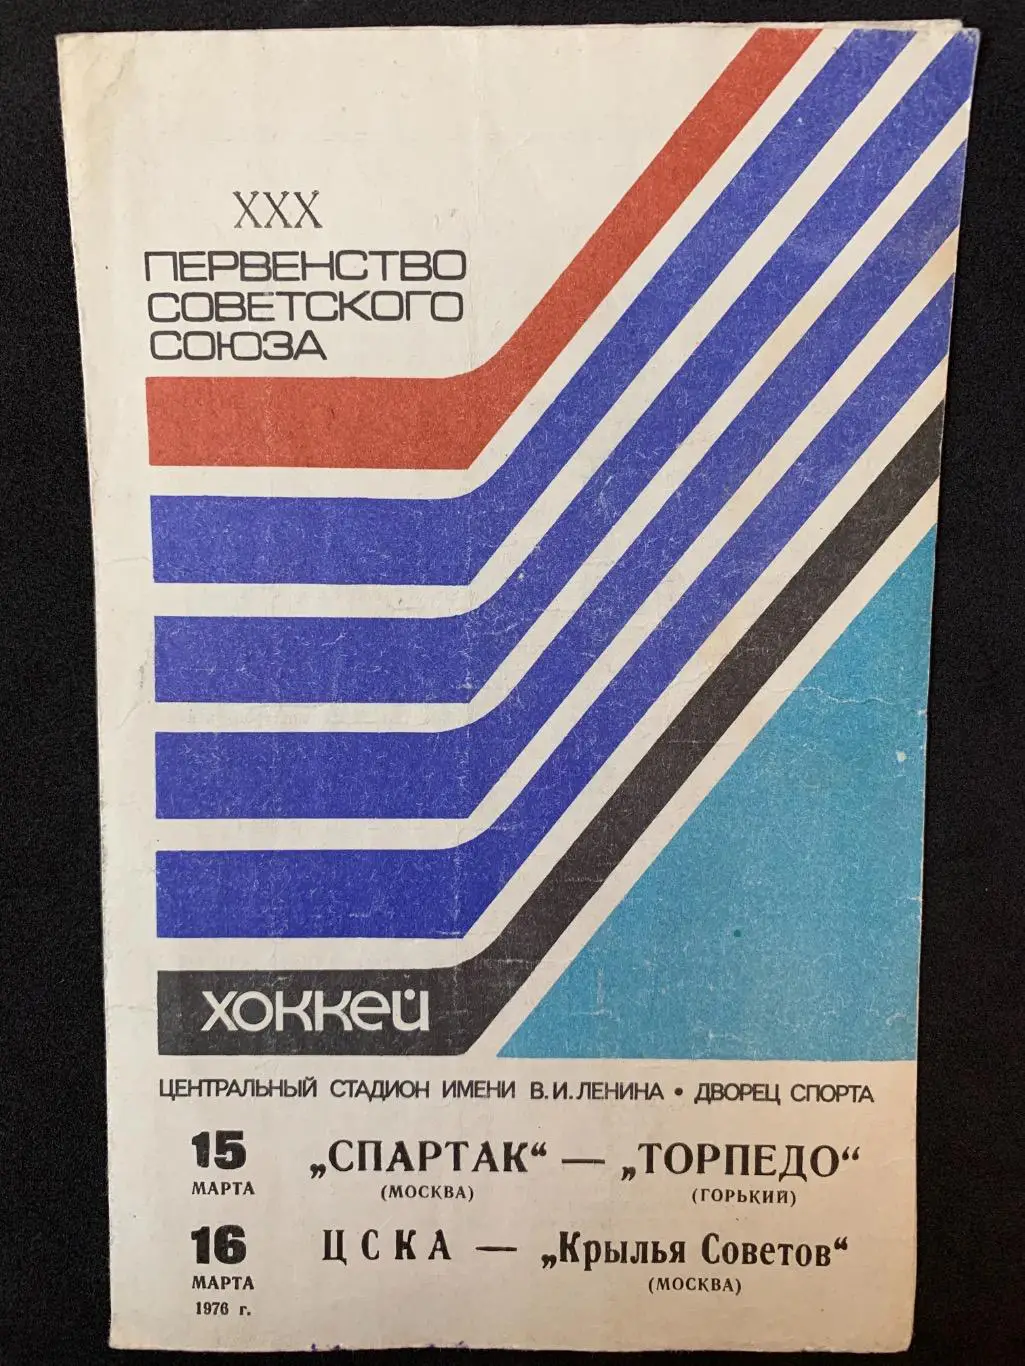 XXX
ПЕРВЕНСТВО
СОВЕТСКОГО
СОЮЗА
ХОККЕЙ
ЦЕНТРАЛЬНЫЙ СТАДИОН ИМЕНИ В.И.ЛЕНИНА • ДВОРЕЦ СПОРТА
15 МАРТА „СПАРТАК“ — „ТОРПЕДО“
(МОСКВА) (ГОРЬКИЙ)
16 МАРТА ЦСКА — „Крылья Советов“
1976 г. (МОСКВА)